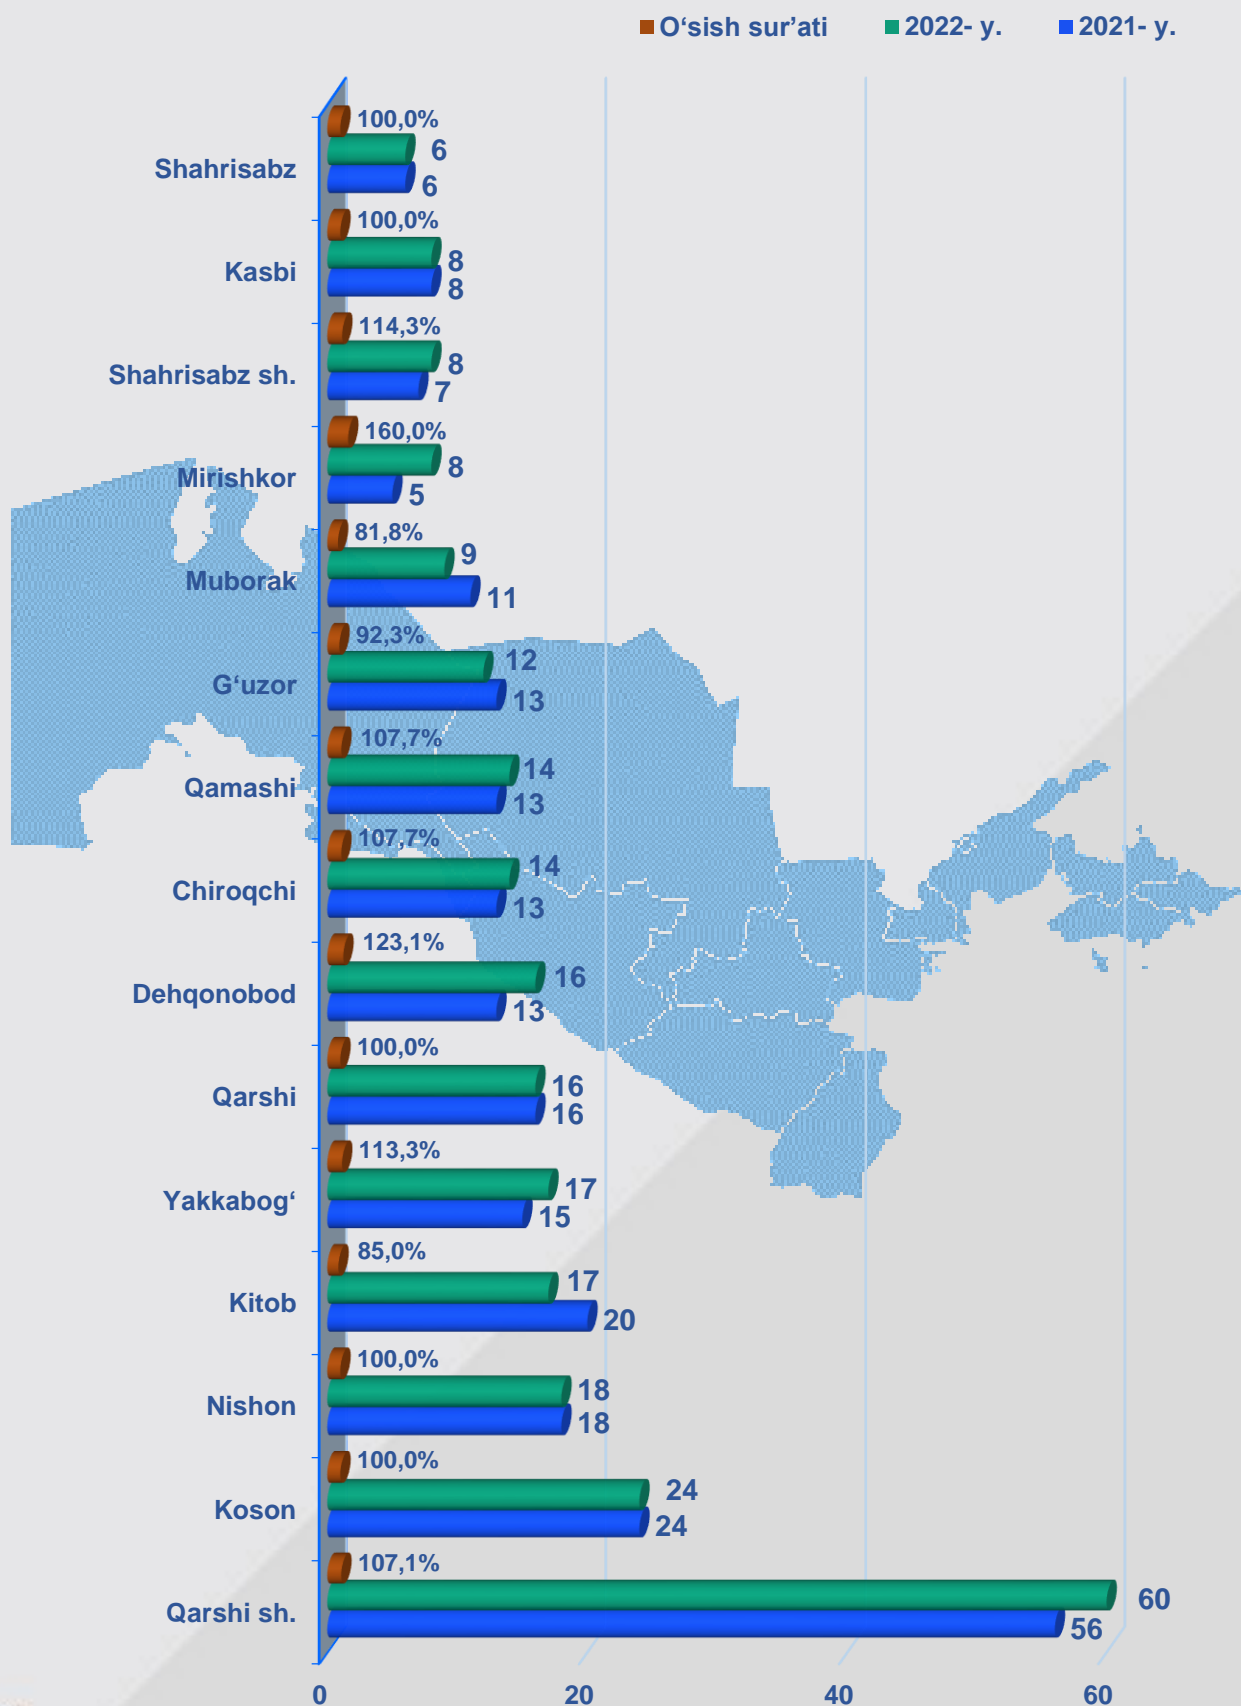 O‘sish sur’ati 2022- y. 2021- y.
100,0%
6
Shahrisabz
6
100,0%
8
Kasbi
8
114,3%
8
Shahrisabz sh.
7
160,0%
8
Mirishkor
5
81,8%
9
Muborak
11
92,3%
12
G‘uzor
13
107,7%
14
Qamashi
13
107,7%
14
Chiroqchi
13
123,1%
16
Dehqonobod
13
100,0%
16
Qarshi
16
113,3%
17
Yakkabog‘
15
85,0%
17
Kitob
20
100,0%
18
Nishon
18
100,0%
24
Koson
24
107,1%
60
Qarshi sh.
56
0 20 40 60